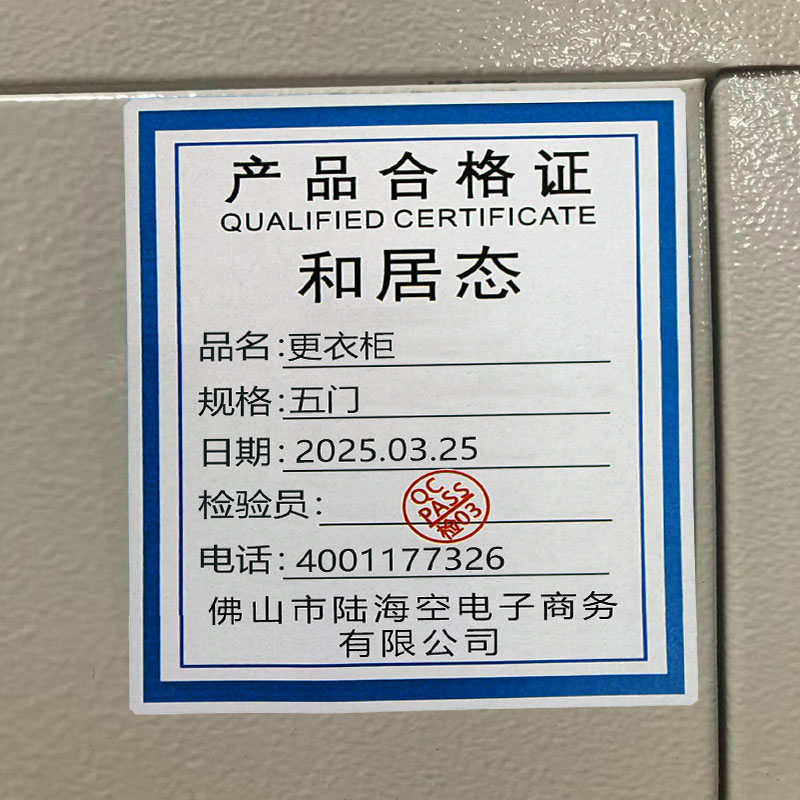 产品合格证
QUALIFIED CERTIFICATE
和居态
品名:更衣柜
规格:五门
日期:2025.03.25
检验员:
QC
PASS
检03
电话:4001177326
佛山市陆海空电子商务
有限公司